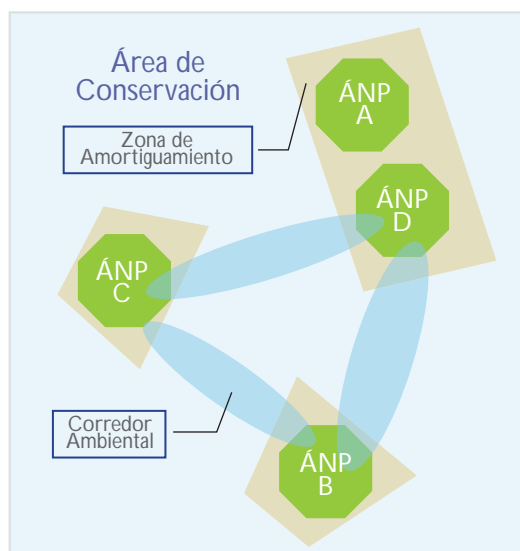 Área de
Conservación
ÁNP
A
Zona de
Amortiguamiento
ÁNP
D
ÁNP
C
Corredor
Ambiental
ÁNP
B